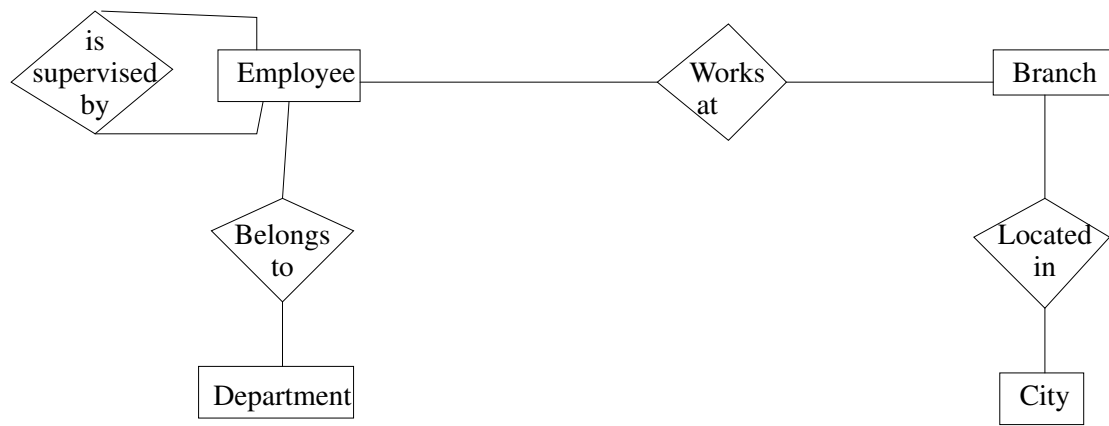 is
supervised
by
Employee
Works
at
Branch
Belongs
to
Located
in
Department
City